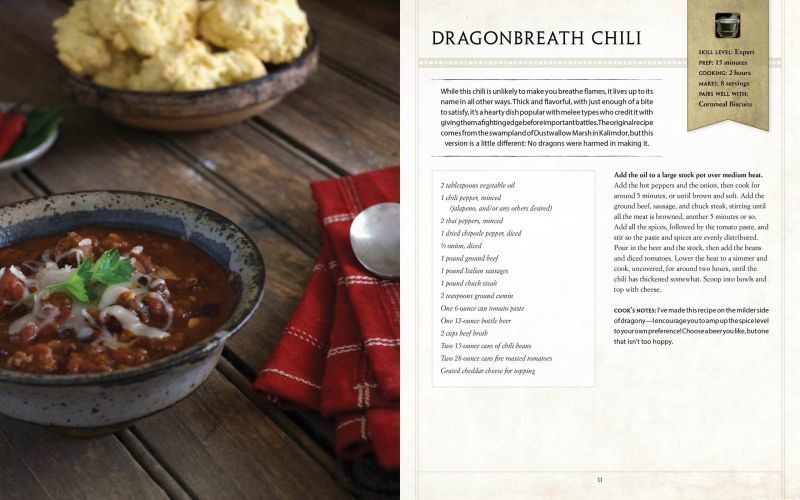 DRAGONBREATH CHILI
SKILL LEVEL: Expert
PREP: 15 minutes
COOKING: 2 hours
MAKES: 8 servings
PAIRS WELL WITH:
Cornmeal Biscuits
While this chili is unlikely to make you breathe flames, it lives up to its
name in all other ways. Thick and flavorful, with just enough of a bite
to satisfy, it's a hearty dish popular with melee types who credit it with
giving them a fighting edge before important battles. The original recipe
comes from the swampland of Dustwallow Marsh in Kalimdor, but this
version is a little different: No dragons were harmed in making it.
2 tablespoons vegetable oil
1 chili pepper, minced
(jalapeno, and/or any others desired)
2 thai peppers, minced
1 dried chipotle pepper, diced
½ onion, diced
1 pound ground beef
1 pound Italian sausages
1 pound chuck steak
2 teaspoons ground cumin
One 6-ounce can tomato paste
One 12-ounce bottle beer
2 cups beef broth
Two 15-ounce cans of chili beans
Two 28-ounce cans fire roasted tomatoes
Grated cheddar cheese for topping
Add the oil to a large stock pot over medium heat.
Add the hot peppers and the onion, then cook for
around 5 minutes, or until brown and soft. Add the
ground beef, sausage, and chuck steak, stirring until
all the meat is browned, another 5 minutes or so.
Add all the spices, followed by the tomato paste, and
stir so the paste and spices are evenly distributed.
Pour in the beer and the stock, then add the beans
and diced tomatoes. Lower the heat to a simmer and
cook, uncovered, for around two hours, until the
chili has thickened somewhat. Scoop into bowls and
top with cheese.
COOK'S NOTES: I've made this recipe on the milder side
of dragony—I encourage you to amp up the spice level
to your own preference! Choose a beer you like, but one
that isn't too hoppy.
11